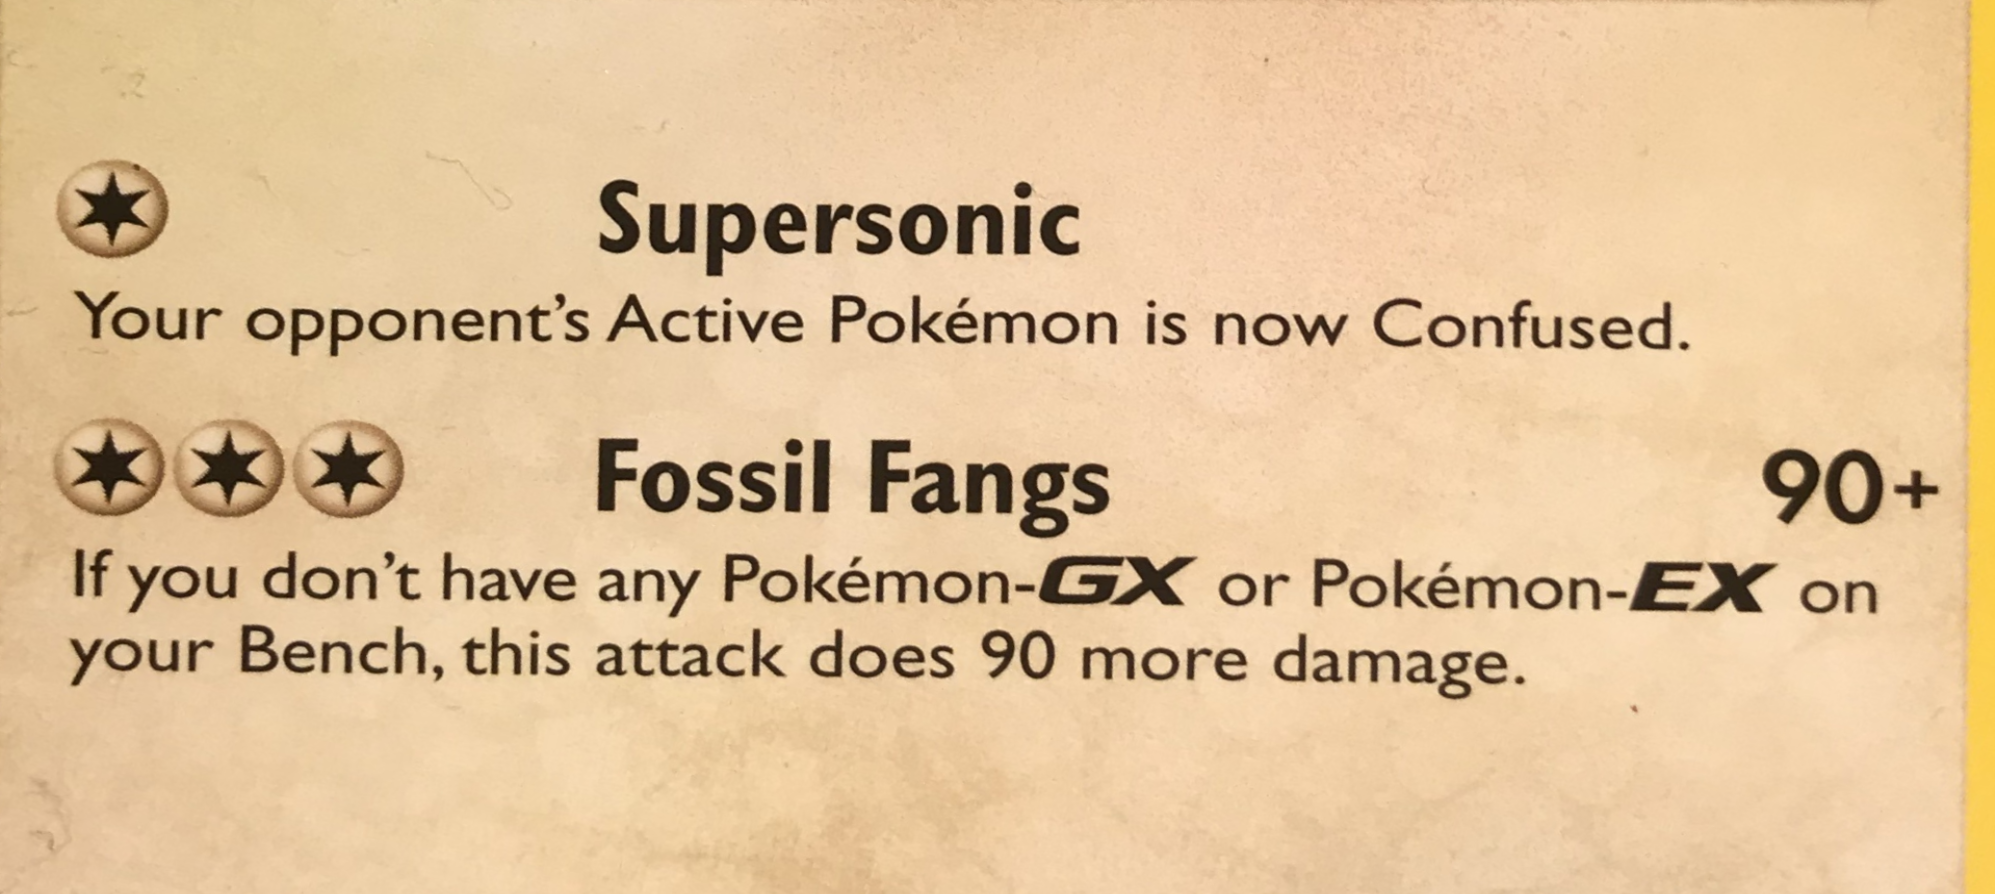 Supersonic
Your opponent's Active Pokémon is now Confused.
Fossil Fangs 90+
If you don't have any Pokémon-GX or Pokémon-EX on
your Bench, this attack does 90 more damage.